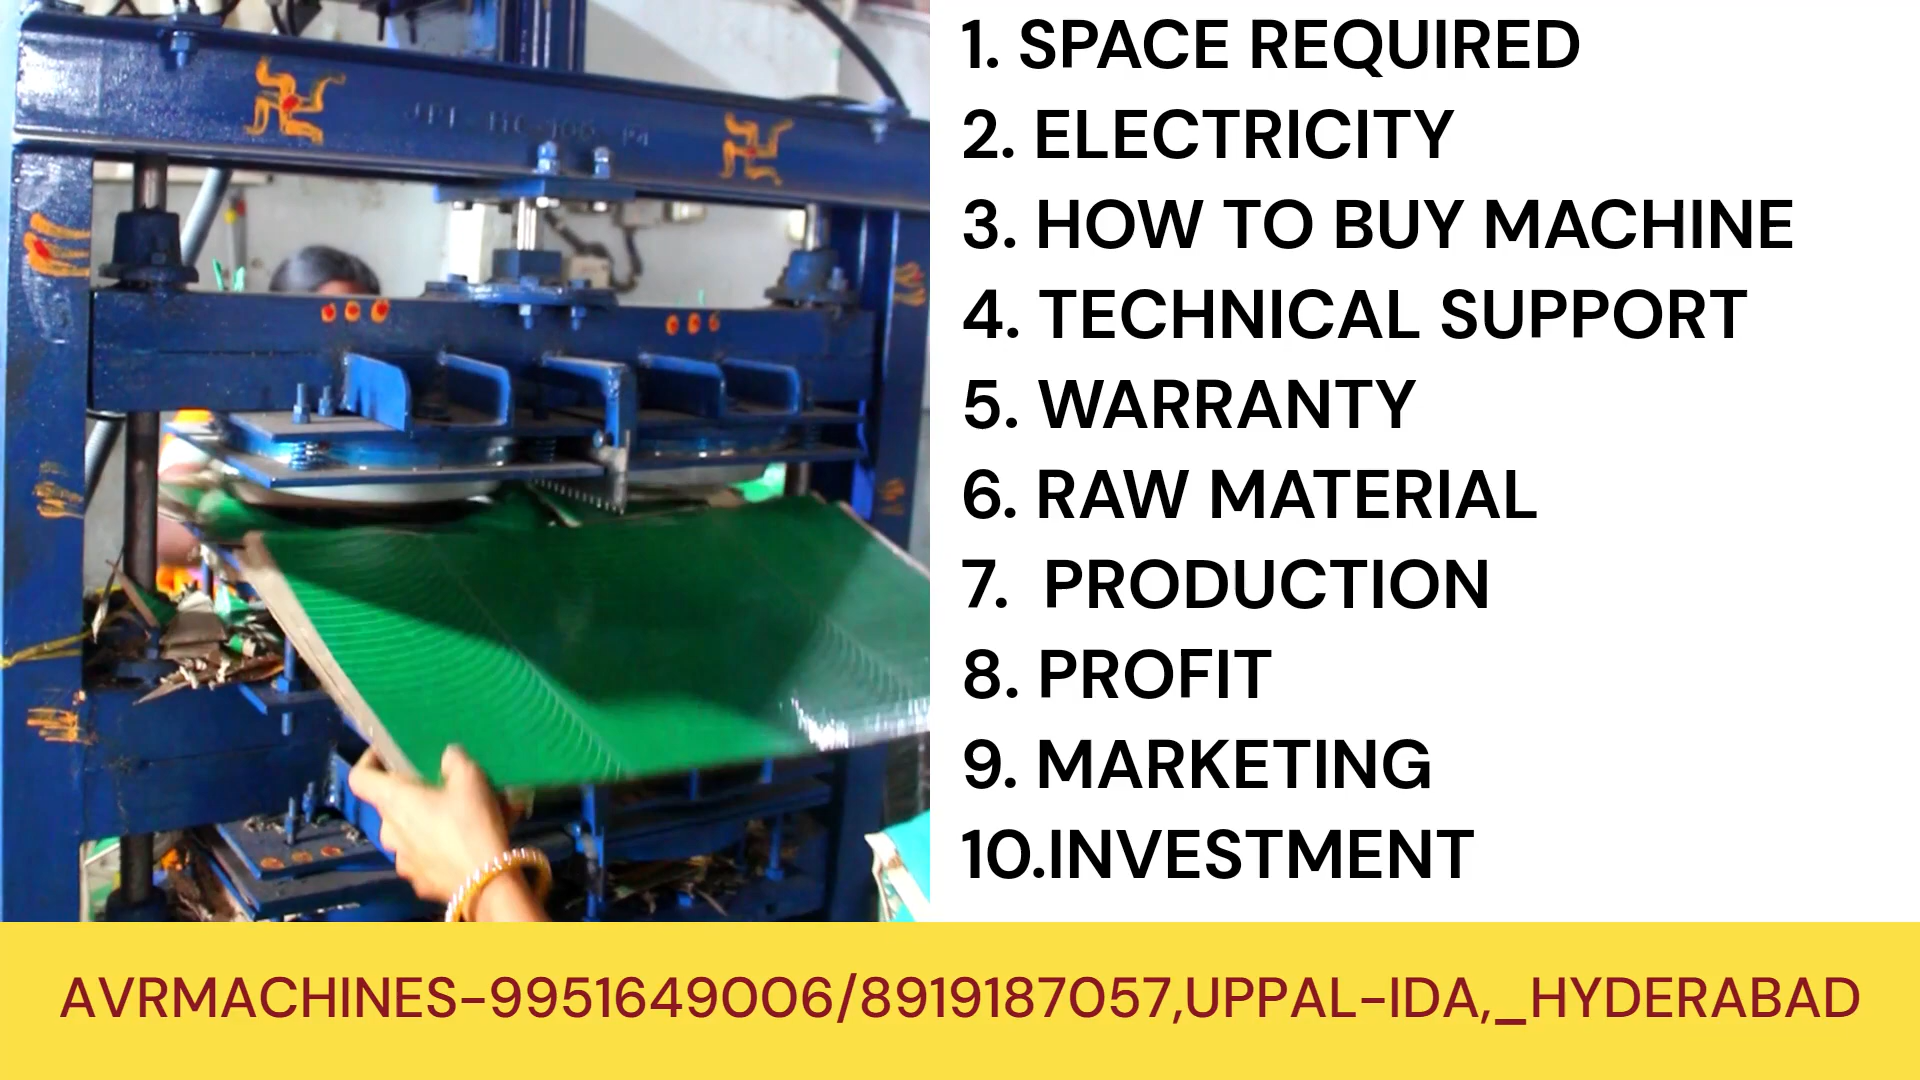 1. SPACE REQUIRED
2. ELECTRICITY
3. HOW TO BUY MACHINE
4. TECHNICAL SUPPORT
5. WARRANTY
6. RAW MATERIAL
7. PRODUCTION
8. PROFIT
9. MARKETING
10.INVESTMENT
AVRMACHINES-9951649006/8919187057,UPPAL-IDA,_HYDERABAD